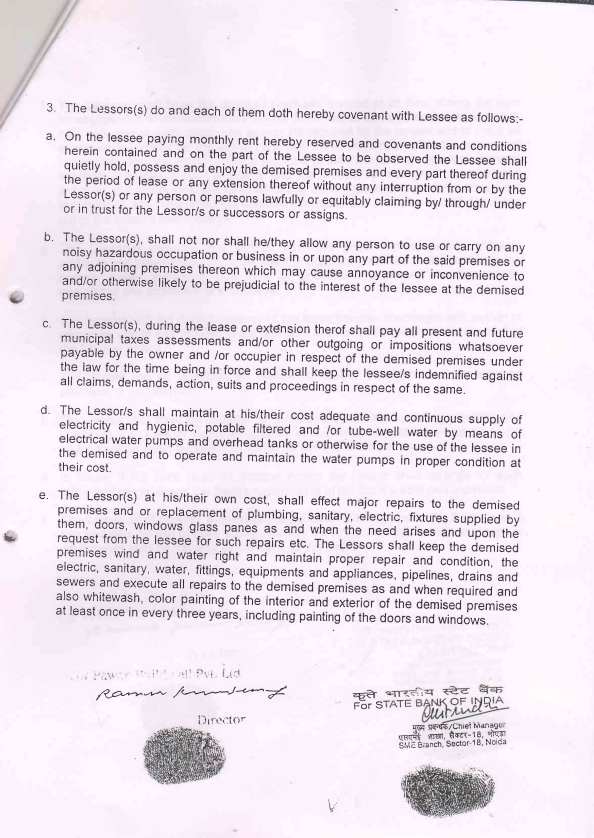 3. The Lessors(s) do and each of them doth hereby covenant with Lessee as follows:-
a. On the lessee paying monthly rent hereby reserved and covenants and conditions
herein contained and on the part of the Lessee to be observed the Lessee shall
quietly hold, possess and enjoy the demised premises and every part thereof during
the period of lease or any extension thereof without any interruption from or by the
Lessor(s) or any person or persons lawfully or equitably claiming by/ through/ under
or in trust for the Lessor/s or successors or assigns.
b. The Lessor(s), shall not nor shall he/they allow any person to use or carry on any
noisy hazardous occupation or business in or upon any part of the said premises or
any adjoining premises thereon which may cause annoyance or inconvenience to
and/or otherwise likely to be prejudicial to the interest of the lessee at the demised
premises.
c. The Lessor(s), during the lease or extension therof shall pay all present and future
municipal taxes assessments and/or other outgoing or impositions whatsoever
payable by the owner and /or occupier in respect of the demised premises under
the law for the time being in force and shall keep the lessee/s indemnified against
all claims, demands, action, suits and proceedings in respect of the same.
d. The Lessor/s shall maintain at his/their cost adequate and continuous supply of
electricity and hygienic, potable filtered and /or tube-well water by means of
electrical water pumps and overhead tanks or otherwise for the use of the lessee in
the demised and to operate and maintain the water pumps in proper condition at
their cost.
e. The Lessor(s) at his/their own cost, shall effect major repairs to the demised
premises and or replacement of plumbing, sanitary, electric, fixtures supplied by
them, doors, windows glass panes as and when the need arises and upon the
request from the lessee for such repairs etc. The Lessors shall keep the demised
premises wind and water right and maintain proper repair and condition, the
electric, sanitary, water, fittings, equipments and appliances, pipelines, drains and
sewers and execute all repairs to the demised premises as and when required and
also whitewash, color painting of the interior and exterior of the demised premises
at least once in every three years, including painting of the doors and windows.
Pvt. Ltd
Director
कृते भारतीय स्टेट बैंक
For STATE BANK OF INDIA
मुख्य प्रबन्धक/Chief Manager
एसएमई शाखा, सैक्टर-18, नोएडा
SME Branch, Sector-18, Noida